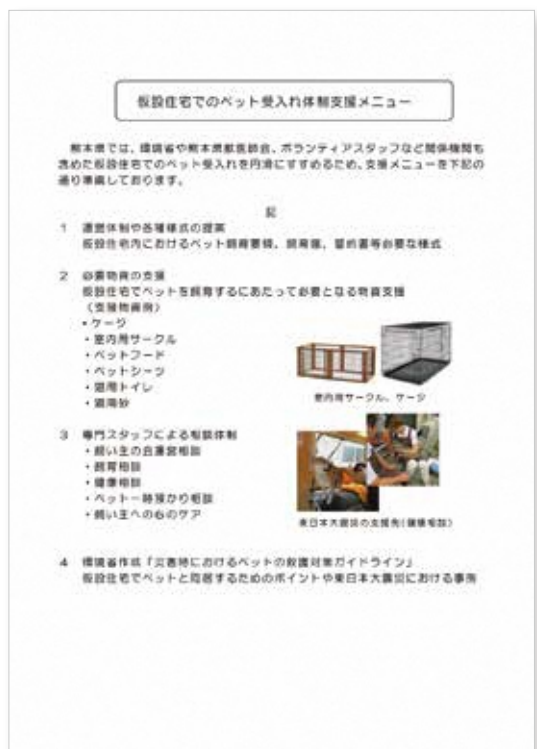 仮設住宅でのペット受入れ体制支援メニュー
熊本県では、環境省や熊本県獣医師会、ボランティアスタッフなど関係機関も
含めた仮設住宅でのペット受入れを円滑にすすめるため、支援メニューを下記の
通り準備しております。
記
1 運営体制や各種様式の提案
仮設住宅内におけるペット飼育要領、飼育届、誓約書等必要な様式
2 必要物資の支援
仮設住宅でペットを飼育するにあたって必要となる物資支援
(支援物資例)
・ケージ
・室内用サークル
・ペットフード
・ペットシーツ
・猫用トイレ
・猫用砂
室内用サークル、ケージ
3 専門スタッフによる相談体制
・飼い主の会運営相談
・飼育相談
・健康相談
・ペット一時預かり相談
・飼い主への心のケア
東日本大震災の支援先(健康相談)
4 環境省作成「災害時におけるペットの救護対策ガイドライン」
仮設住宅でペットと同居するためのポイントや東日本大震災における事例